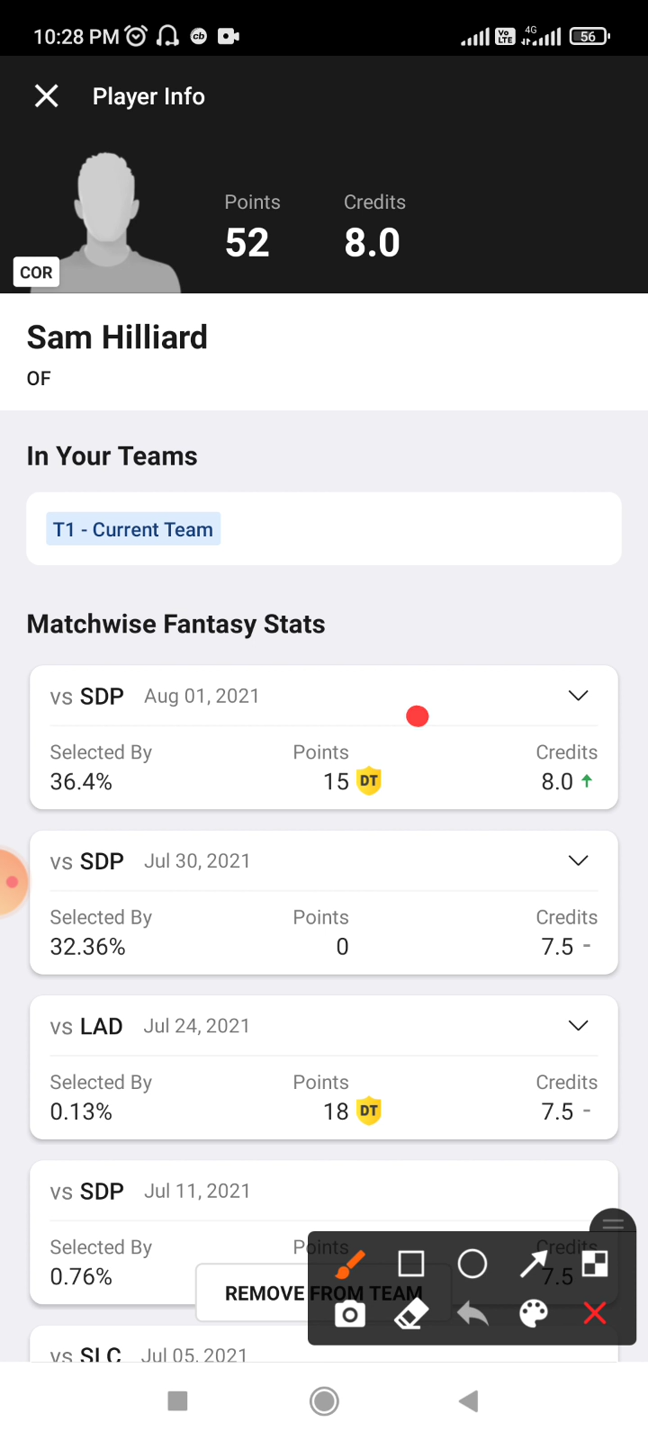 10:28 PM cb Vo LTE 4G 56
Player Info
Points Credits
52 8.0
COR
Sam Hilliard
OF
In Your Teams
T1 - Current Team
Matchwise Fantasy Stats
vs SDP Aug 01, 2021
Selected By Points Credits
36.4% 15 DT 8.0
vs SDP Jul 30, 2021
Selected By Points Credits
32.36% 0 7.5 -
vs LAD Jul 24, 2021
Selected By Points Credits
0.13% 18 DT 7.5 -
vs SDP Jul 11, 2021
Selected By Points Credits
0.76% 7.5
REMOVE FROM TEAM
vs SLC Jul 05, 2021